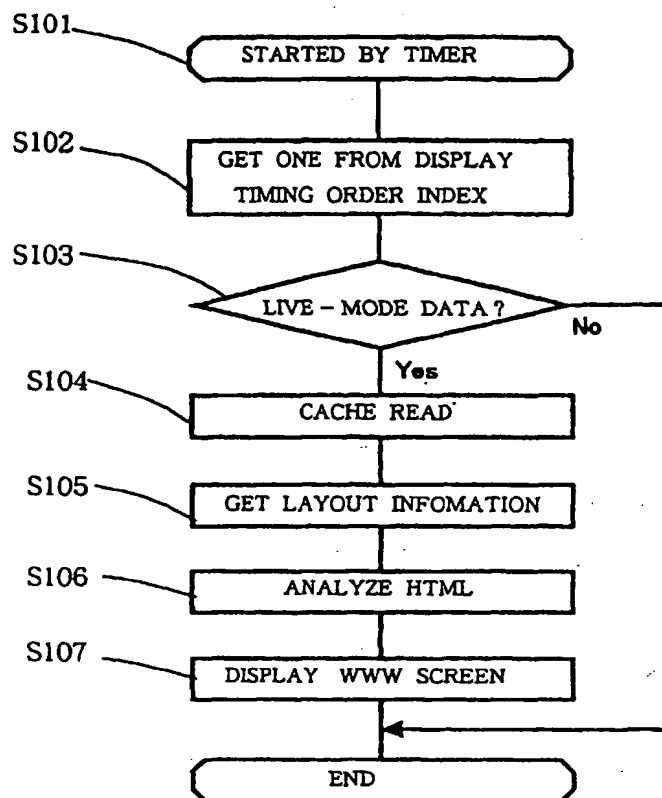 S101
STARTED BY TIMER
S102
GET ONE FROM DISPLAY
TIMING ORDER INDEX
S103
LIVE-MODE DATA?
No
Yes
S104
CACHE READ
S105
GET LAYOUT INFOMATION
S106
ANALYZE HTML
S107
DISPLAY WWW SCREEN
END